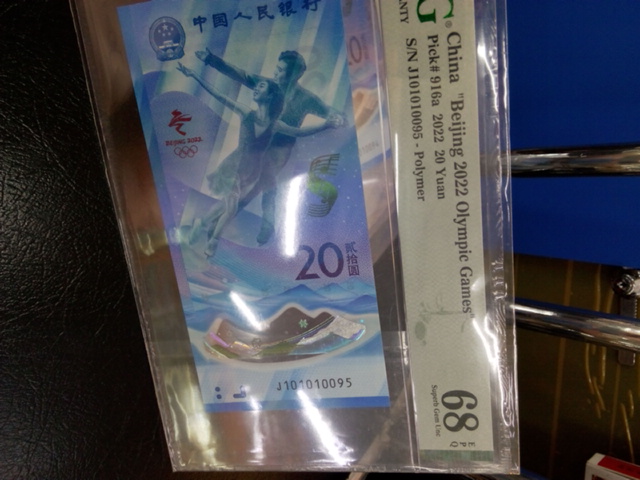 中国人民银行
BEIJING 2022
20
贰拾圆
J101010095
G
China "Beijing 2022 Olympic Games"
Pick# 916a 2022 20 Yuan
S/N J101010095 - Polymer
68
EPQ
Superb Gem Unc